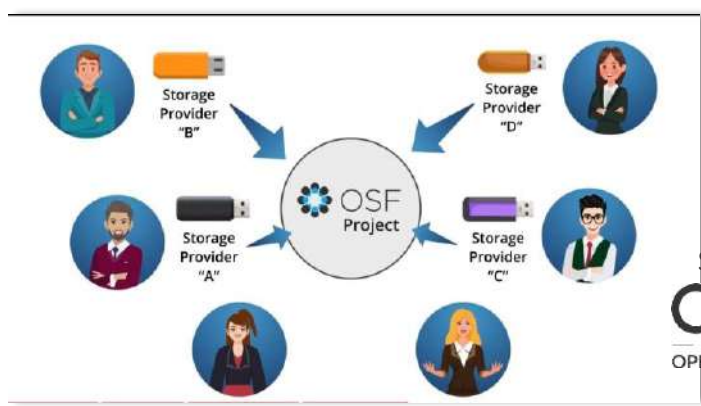 Storage
Provider
"B"
Storage
Provider
"D"
OSF
Project
Storage
Provider
"A"
Storage
Provider
"C"